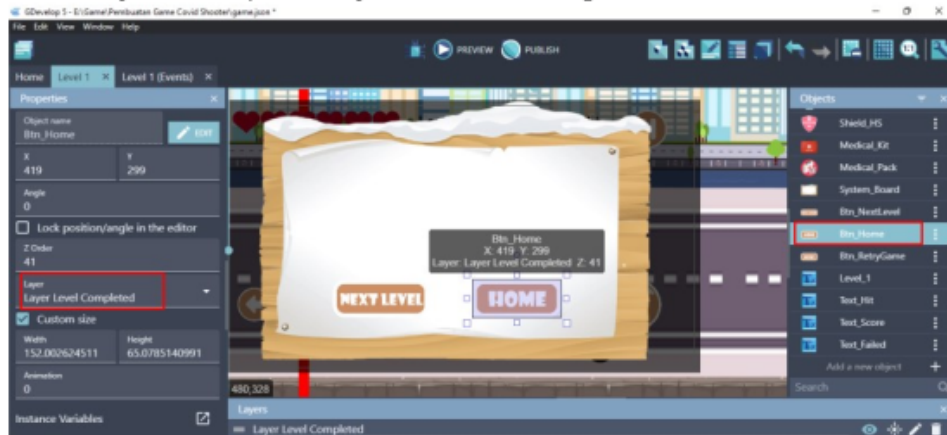 GDevelop 5 - E:\Game\Pembuatan Game Covid Shooter\game.json *
File Edit View Window Help
PREVIEW PUBLISH
Home Level 1 × Level 1 (Events) ×
Properties ×
Object name
Btn_Home
EDIT
X Y
419 299
Angle
0
Lock position/angle in the editor
Z Order
41
Layer
Layer Level Completed
Custom size
Width Height
152.002624511 65.0785140991
Animation
0
Instance Variables
Btn_Home
X: 419 Y: 299
Layer: Layer Level Completed Z: 41
NEXT LEVEL HOME
480;328
Layers
Layer Level Completed
Objects
Shield_HS
Medical_Kit
Medical_Pack
System_Board
Btn_NextLevel
Btn_Home
Btn_RetryGame
Level_1
Text_Hit
Text_Score
Text_Failed
Add a new object +
Search